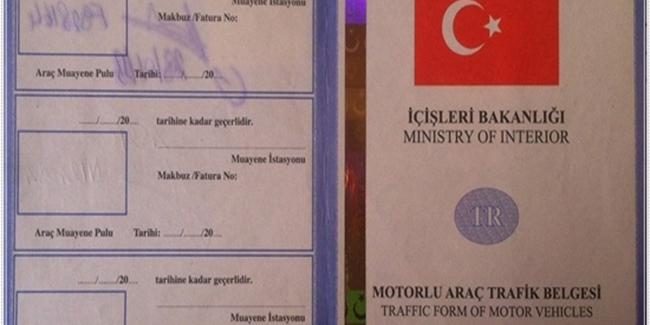 Muayene İstasyonu
Makbuz /Fatura No:
Araç Muayene Pulu Tarihi: ....../....../20....
....../....../20.... tarihine kadar geçerlidir.
Muayene İstasyonu
Makbuz /Fatura No:
Araç Muayene Pulu Tarihi: ....../....../20....
....../....../20.... tarihine kadar geçerlidir.
Muayene İstasyonu
İÇİŞLERİ BAKANLIĞI
MINISTRY OF INTERIOR
TR
MOTORLU ARAÇ TRAFİK BELGESİ
TRAFFIC FORM OF MOTOR VEHICLES